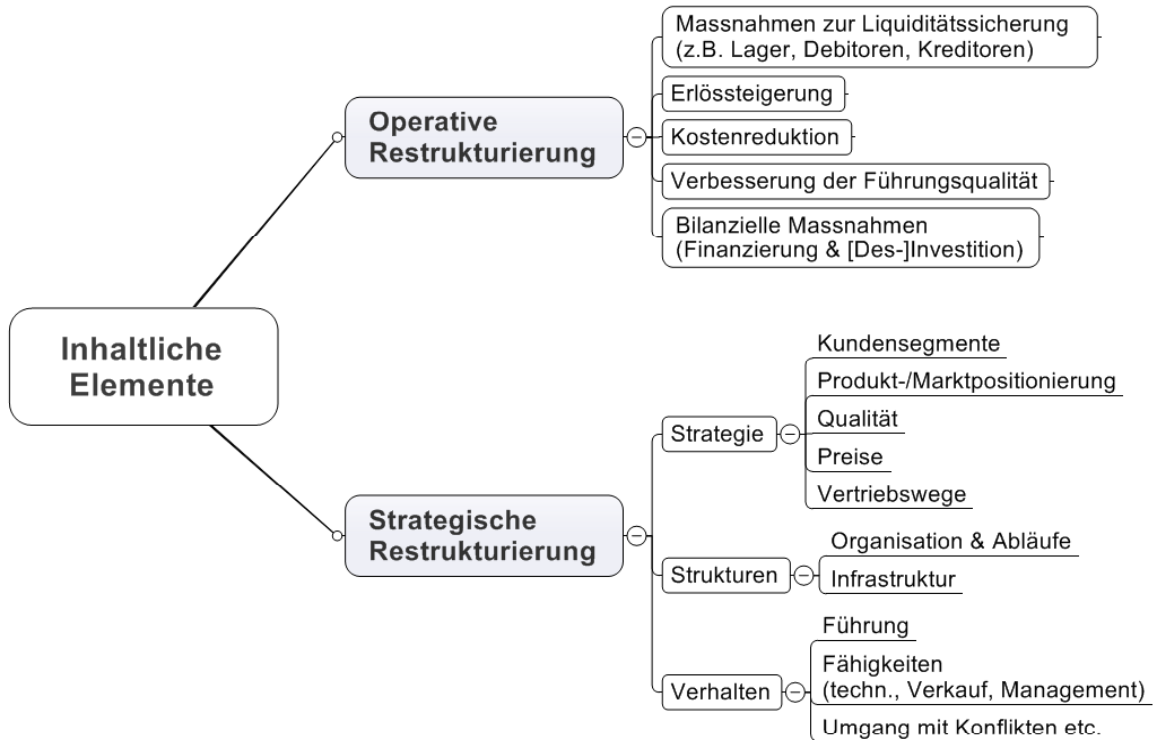 Massnahmen zur Liquiditätssicherung
(z.B. Lager, Debitoren, Kreditoren)
Operative
Restrukturierung
Erlössteigerung
Kostenreduktion
Verbesserung der Führungsqualität
Bilanzielle Massnahmen
(Finanzierung & [Des-]Investition)
Inhaltliche
Elemente
Strategische
Restrukturierung
Strategie
Kundensegmente
Produkt-/Marktpositionierung
Qualität
Preise
Vertriebswege
Strukturen
Organisation & Abläufe
Infrastruktur
Verhalten
Führung
Fähigkeiten
(techn., Verkauf, Management)
Umgang mit Konflikten etc.